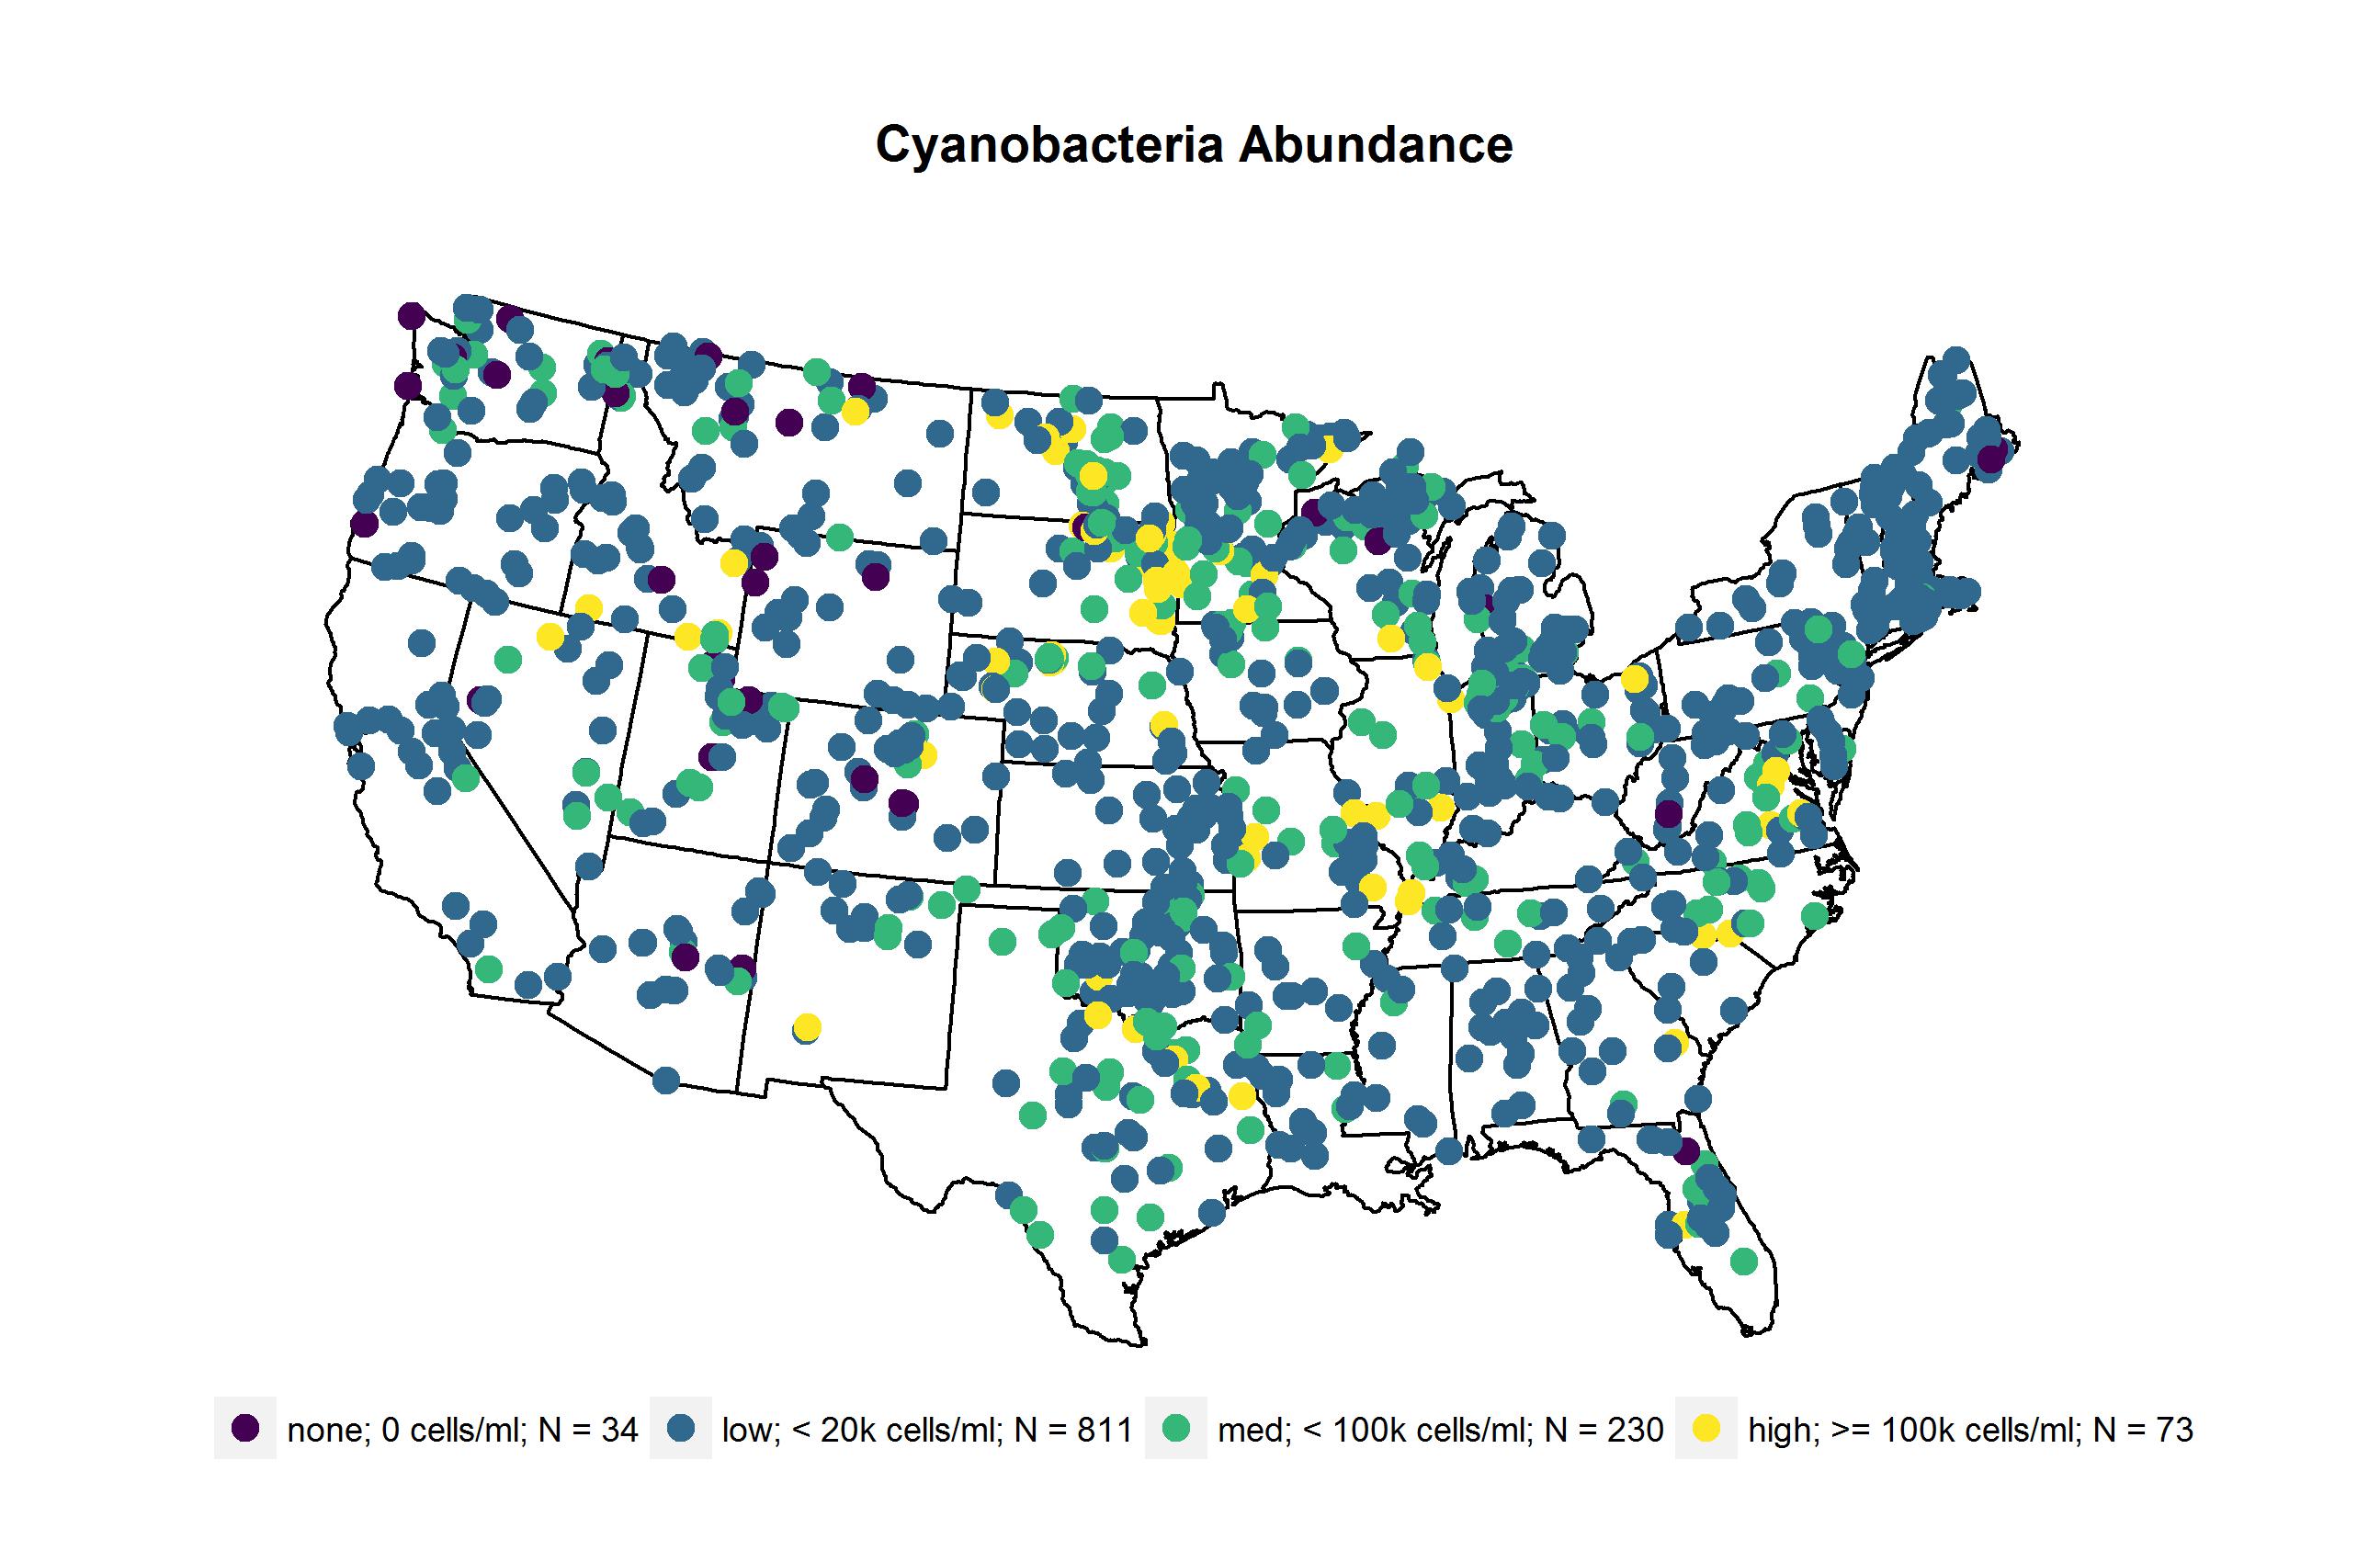 Cyanobacteria Abundance
none; 0 cells/ml; N = 34 low; < 20k cells/ml; N = 811 med; < 100k cells/ml; N = 230 high; >= 100k cells/ml; N = 73